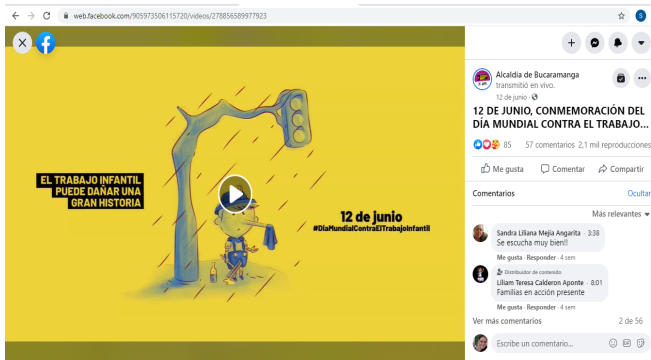 web.facebook.com/905973506115720/videos/278856589977923
EL TRABAJO INFANTIL
PUEDE DAÑAR UNA
GRAN HISTORIA
12 de junio
#DiaMundialContraElTrabajoInfantil
Alcaldía de Bucaramanga
transmitió en vivo.
12 de junio ·
12 DE JUNIO, CONMEMORACIÓN DEL
DÍA MUNDIAL CONTRA EL TRABAJO...
85 57 comentarios 2,1 mil reproducciones
Me gusta Comentar Compartir
Comentarios Ocultar
Más relevantes
Sandra Liliana Mejia Angarita · 3:38
Se escucha muy bien!!
Me gusta · Responder · 4 sem
Distribuidor de contenido
Liliam Teresa Calderon Aponte · 8:01
Familias en acción presente
Me gusta · Responder · 4 sem
Ver más comentarios 2 de 56
Escribe un comentario...